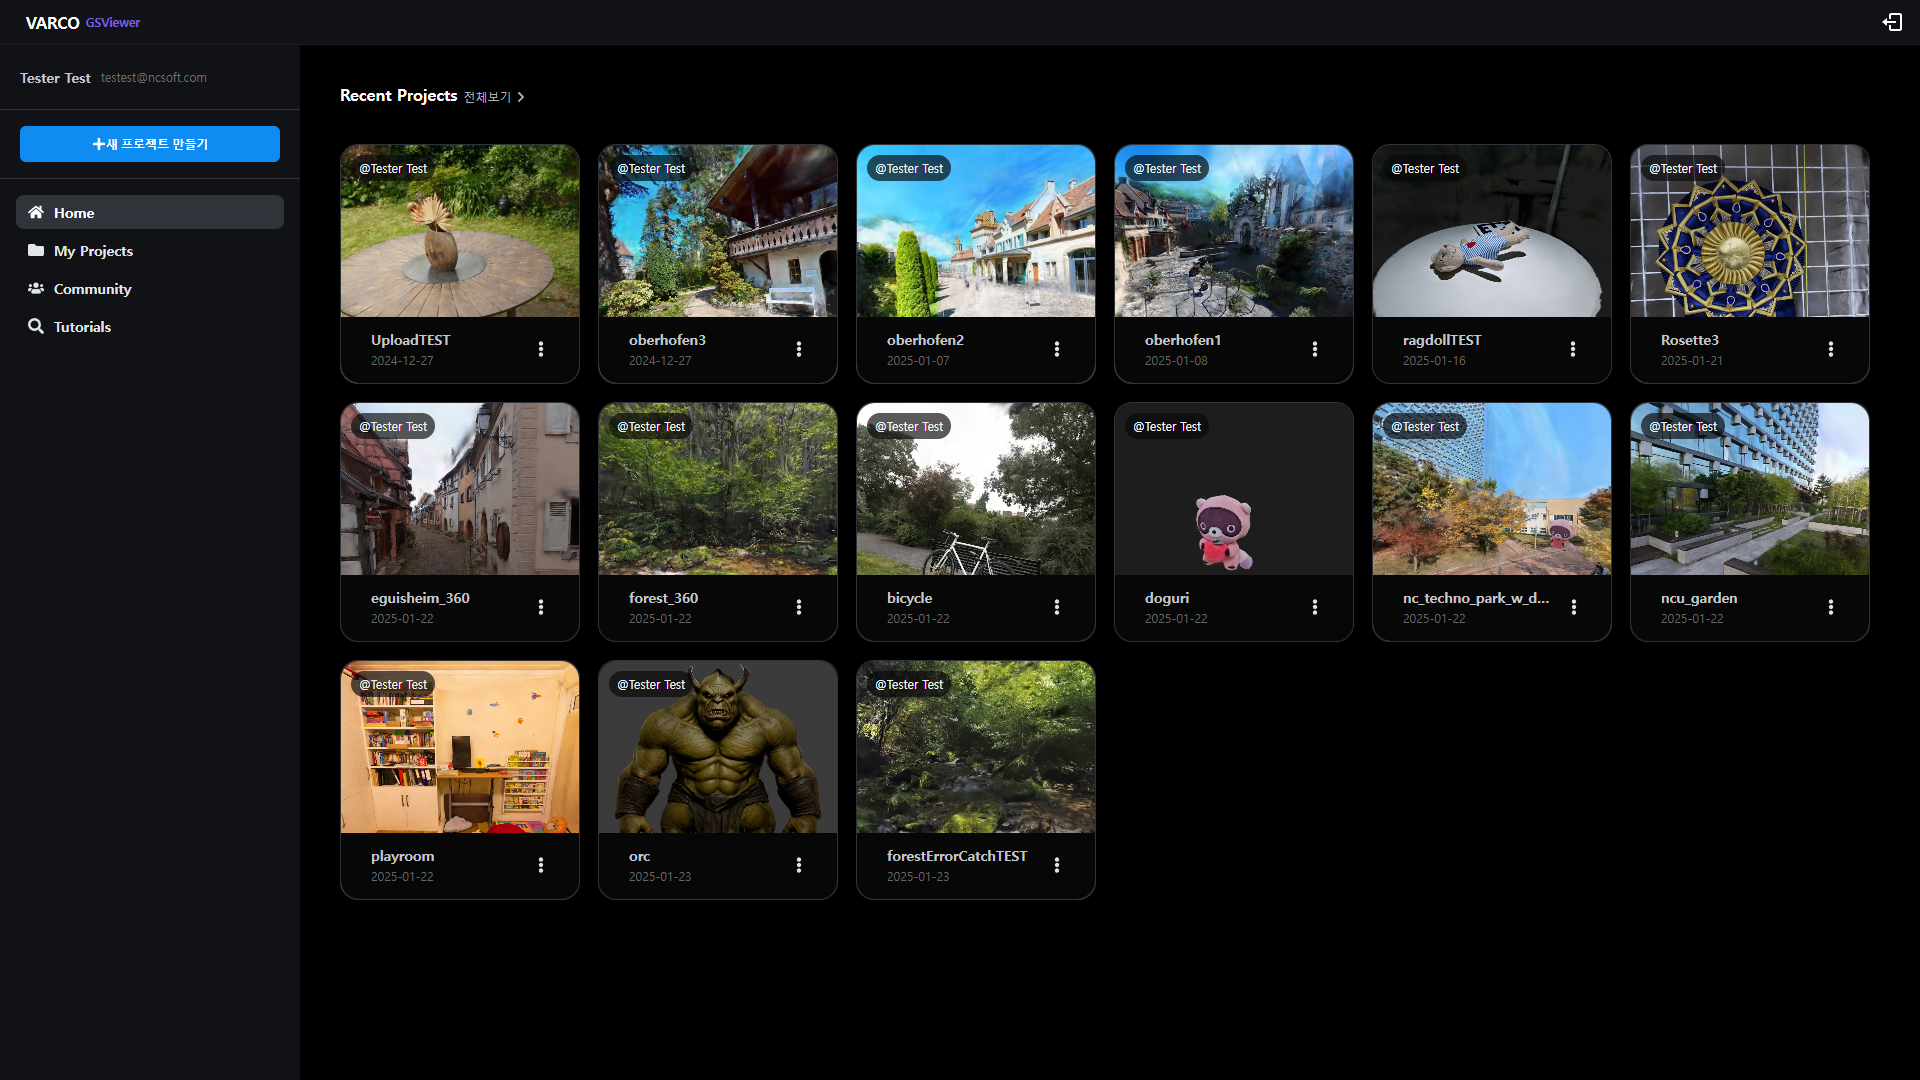 VARCO GSViewer
Tester Test testest@ncsoft.com
+새 프로젝트 만들기
Home
My Projects
Community
Tutorials
Recent Projects 전체보기 >
@Tester Test
UploadTEST
2024-12-27
@Tester Test
oberhofen3
2024-12-27
@Tester Test
oberhofen2
2025-01-07
@Tester Test
oberhofen1
2025-01-08
@Tester Test
ragdollTEST
2025-01-16
@Tester Test
Rosette3
2025-01-21
@Tester Test
eguisheim_360
2025-01-22
@Tester Test
forest_360
2025-01-22
@Tester Test
bicycle
2025-01-22
@Tester Test
doguri
2025-01-22
@Tester Test
nc_techno_park_w_d...
2025-01-22
@Tester Test
ncu_garden
2025-01-22
@Tester Test
playroom
2025-01-22
@Tester Test
orc
2025-01-23
@Tester Test
forestErrorCatchTEST
2025-01-23